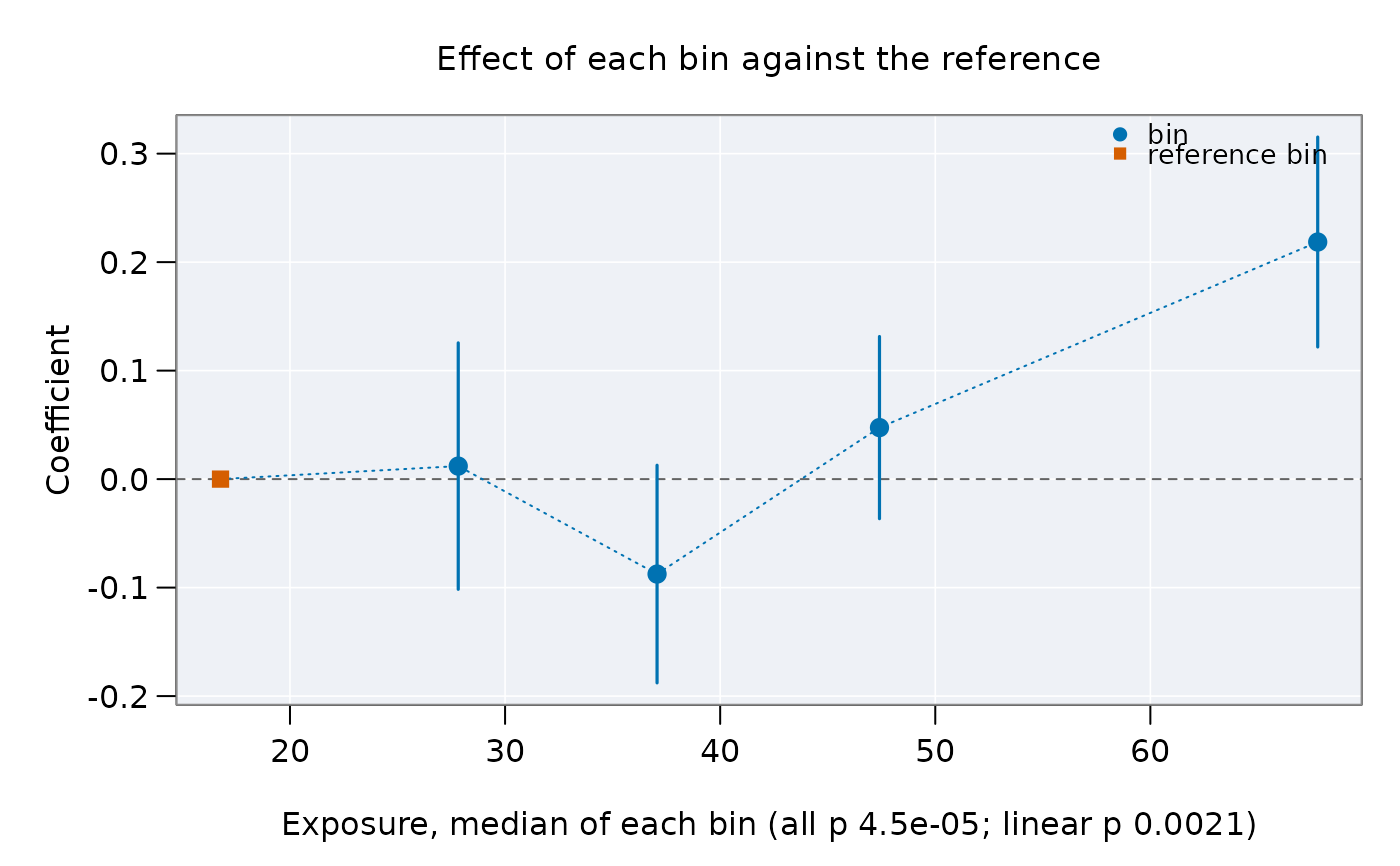 Effect of each bin against the reference
bin
reference bin
0.3
0.2
0.1
0.0
-0.1
-0.2
Coefficient
20 30 40 50 60
Exposure, median of each bin (all p 4.5e-05; linear p 0.0021)